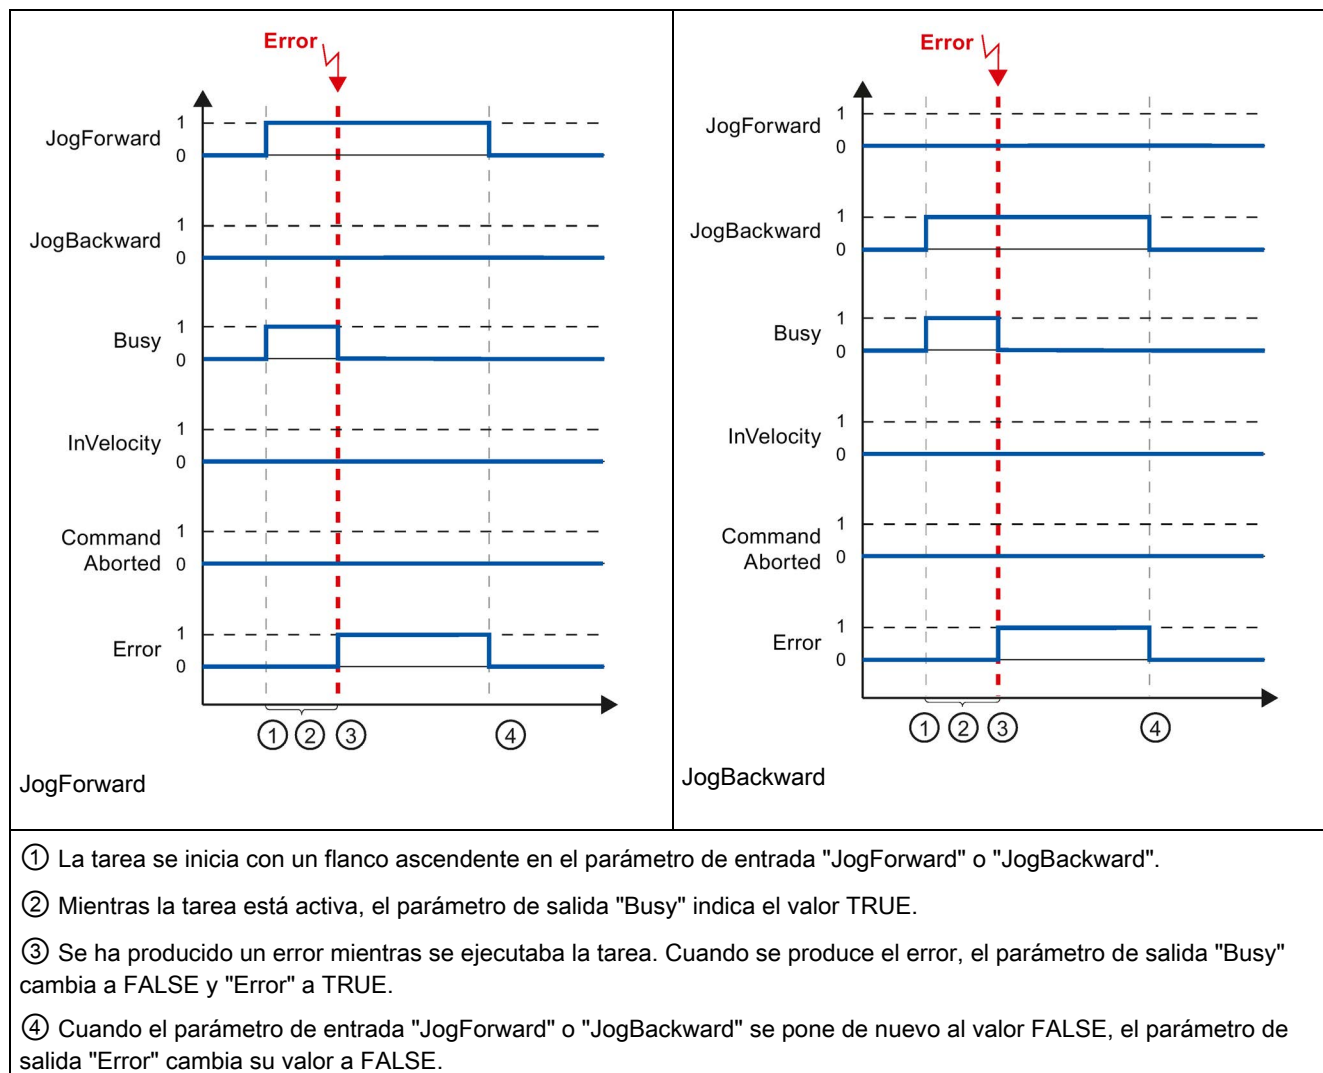 Error
JogForward
1
0
JogBackward
1
0
Busy
1
0
InVelocity
1
0
Command
Aborted
1
0
Error
1
0
① ② ③ ④
JogForward
Error
JogForward
1
0
JogBackward
1
0
Busy
1
0
InVelocity
1
0
Command
Aborted
1
0
Error
1
0
① ② ③ ④
JogBackward
① La tarea se inicia con un flanco ascendente en el parámetro de entrada "JogForward" o "JogBackward".
② Mientras la tarea está activa, el parámetro de salida "Busy" indica el valor TRUE.
③ Se ha producido un error mientras se ejecutaba la tarea. Cuando se produce el error, el parámetro de salida "Busy"
cambia a FALSE y "Error" a TRUE.
④ Cuando el parámetro de entrada "JogForward" o "JogBackward" se pone de nuevo al valor FALSE, el parámetro de
salida "Error" cambia su valor a FALSE.